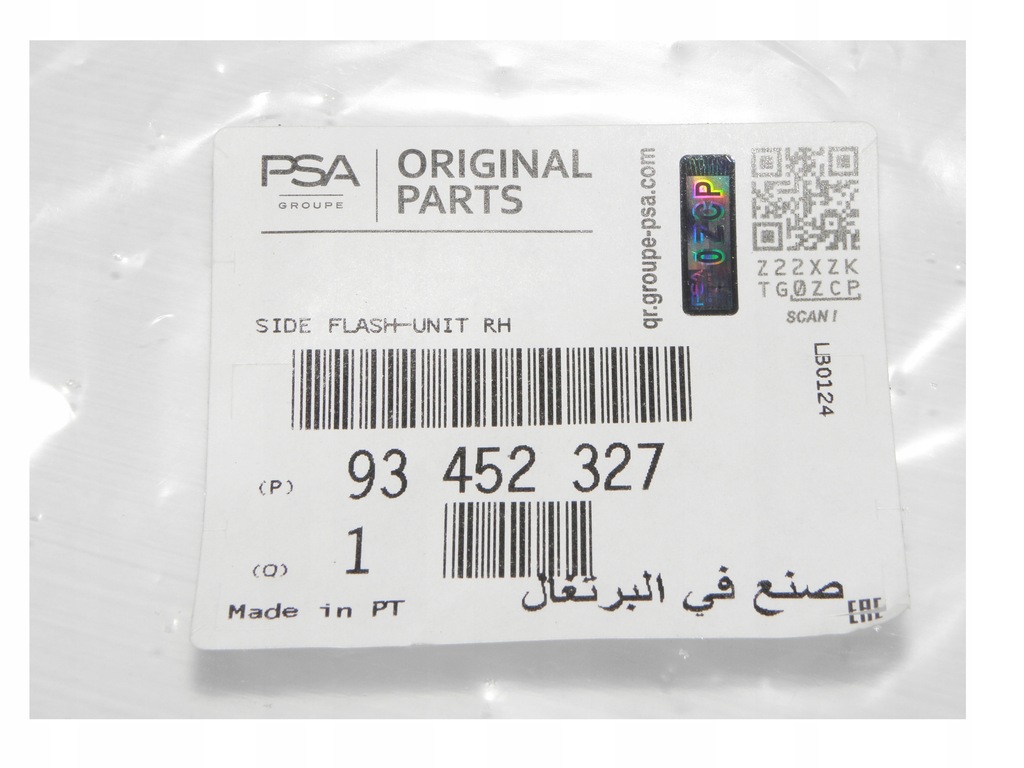 PSA
GROUPE
ORIGINAL
PARTS
qr.groupe-psa.com
PSA 0ZCP
Z22XZK
TG0ZCP
SCAN !
LB0124
SIDE FLASH-UNIT RH
(P) 93 452 327
(Q) 1
Made in PT
صنع في البرتغال
EAC